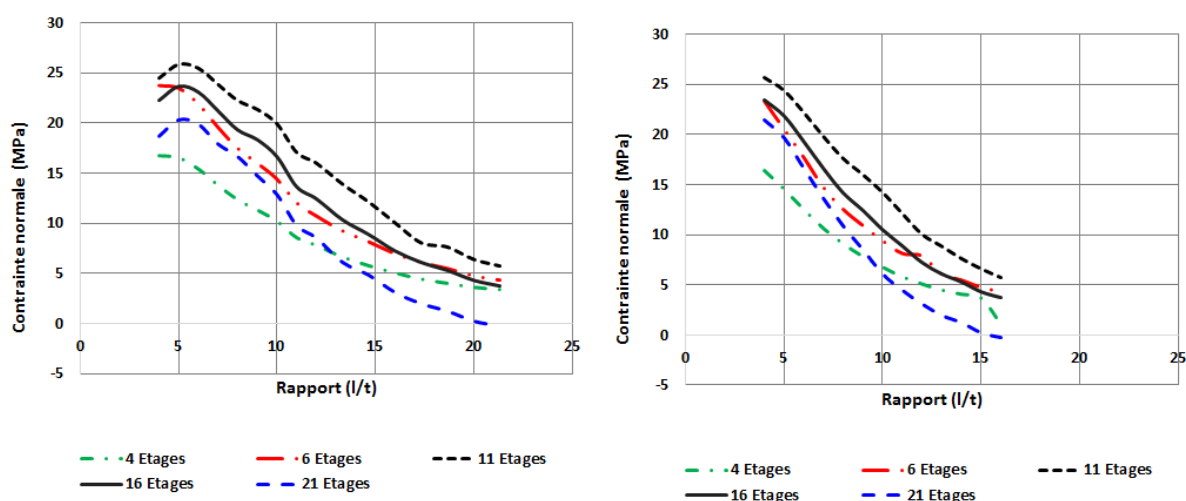 30
25
20
15
10
5
0
-5
0 5 10 15 20 25
Contrainte normale (MPa)
Rapport (l/t)
4 Etages 6 Etages 11 Etages
16 Etages 21 Etages
30
25
20
15
10
5
0
-5
0 5 10 15 20 25
Contrainte normale (MPa)
Rapport (l/t)
4 Etages 6 Etages 11 Etages
16 Etages 21 Etages